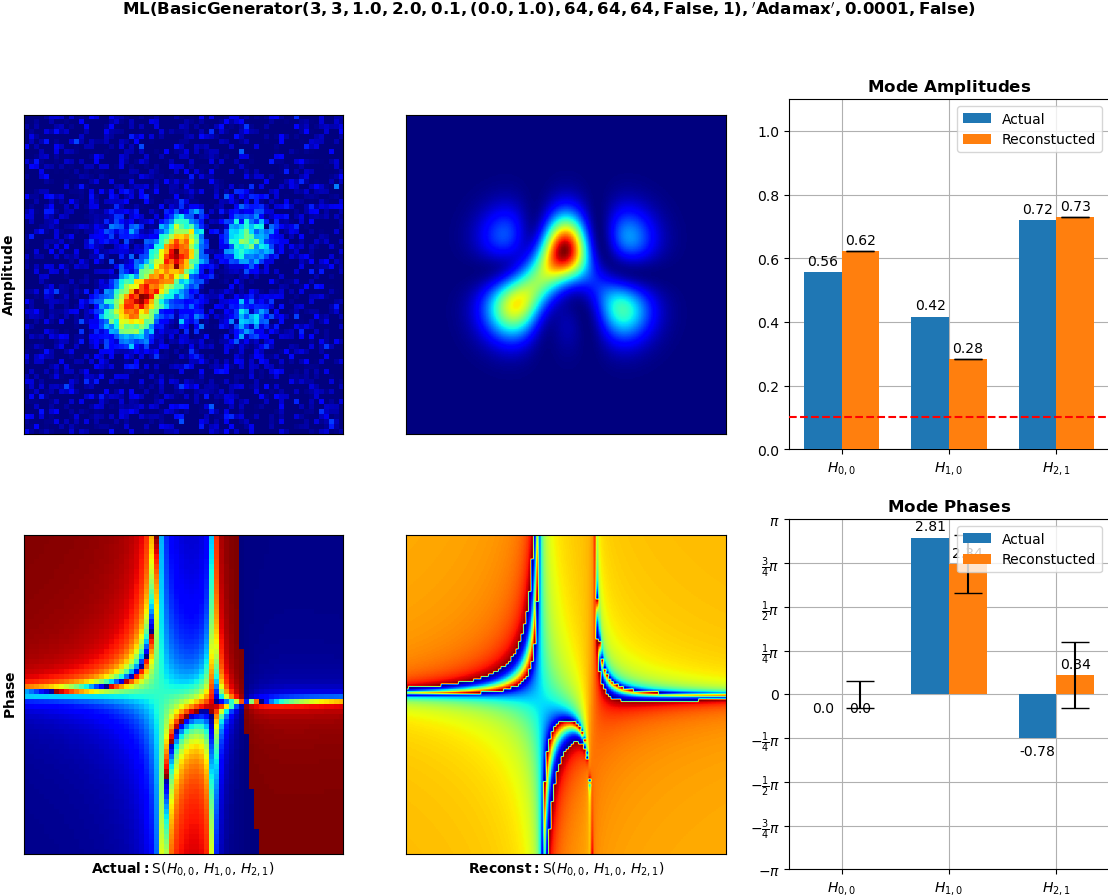 ML(BasicGenerator(3, 3, 1.0, 2.0, 0.1, (0.0, 1.0), 64, 64, 64, False, 1), 'Adamax', 0.0001, False)
Amplitude
Mode Amplitudes
Actual
Reconstucted
1.0
0.8
0.6
0.4
0.2
0.0
0.56
0.62
0.42
0.28
0.72
0.73
H0,0
H1,0
H2,1
Phase
Actual: S(H0,0, H1,0, H2,1)
Reconst: S(H0,0, H1,0, H2,1)
Mode Phases
Actual
Reconstucted
π
3/4π
1/2π
1/4π
0
−1/4π
−1/2π
−3/4π
−π
0.0
-0.0
2.81
-0.78
0.34
H0,0
H1,0
H2,1